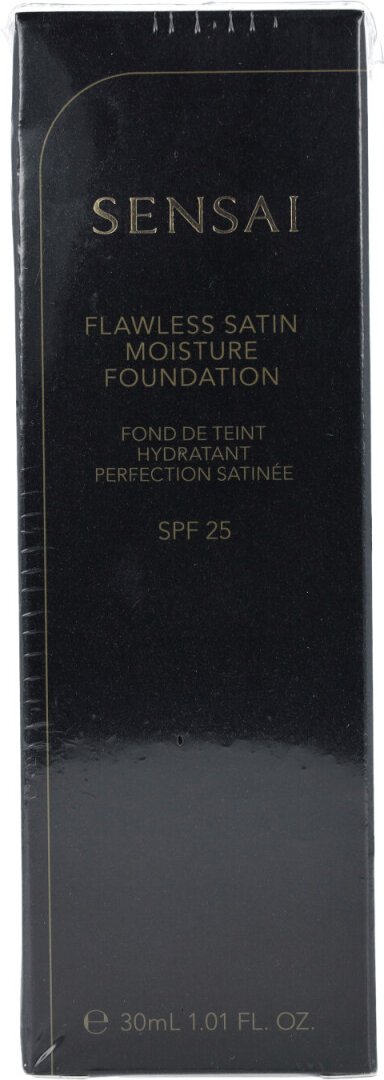 SENSAI
FLAWLESS SATIN
MOISTURE
FOUNDATION
FOND DE TEINT
HYDRATANT
PERFECTION SATINÉE
SPF 25
℮ 30mL 1.01 FL. OZ.